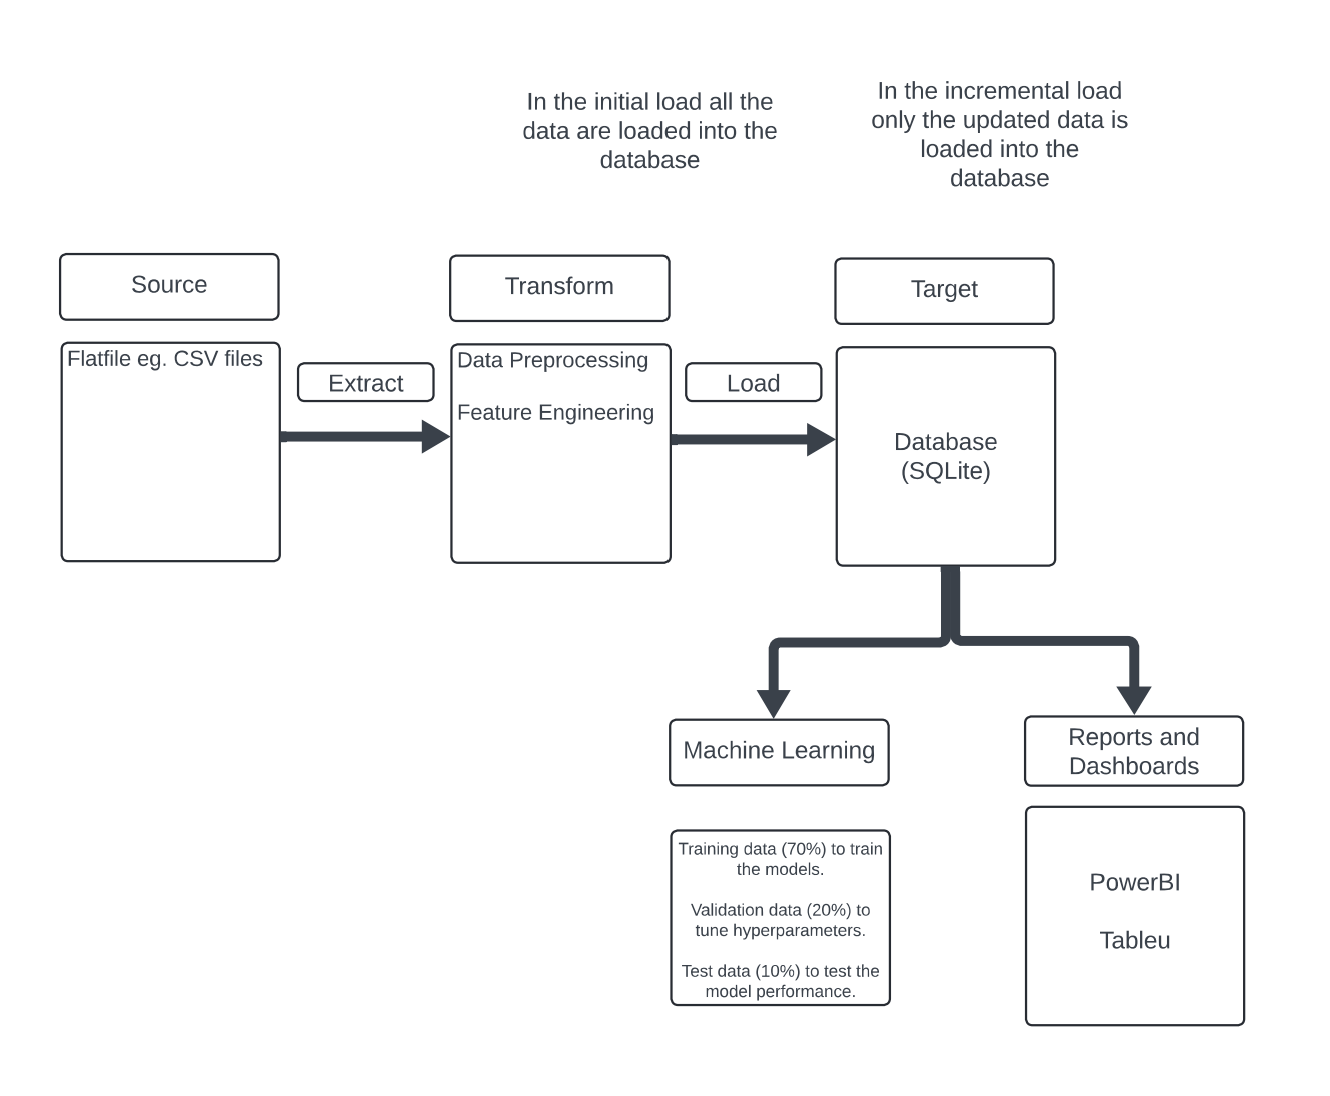 In the initial load all the
data are loaded into the
database
In the incremental load
only the updated data is
loaded into the
database
Source
Transform
Target
Flatfile eg. CSV files
Extract
Data Preprocessing
Feature Engineering
Load
Database
(SQLite)
Machine Learning
Reports and
Dashboards
Training data (70%) to train
the models.
Validation data (20%) to
tune hyperparameters.
Test data (10%) to test the
model performance.
PowerBI
Tableu